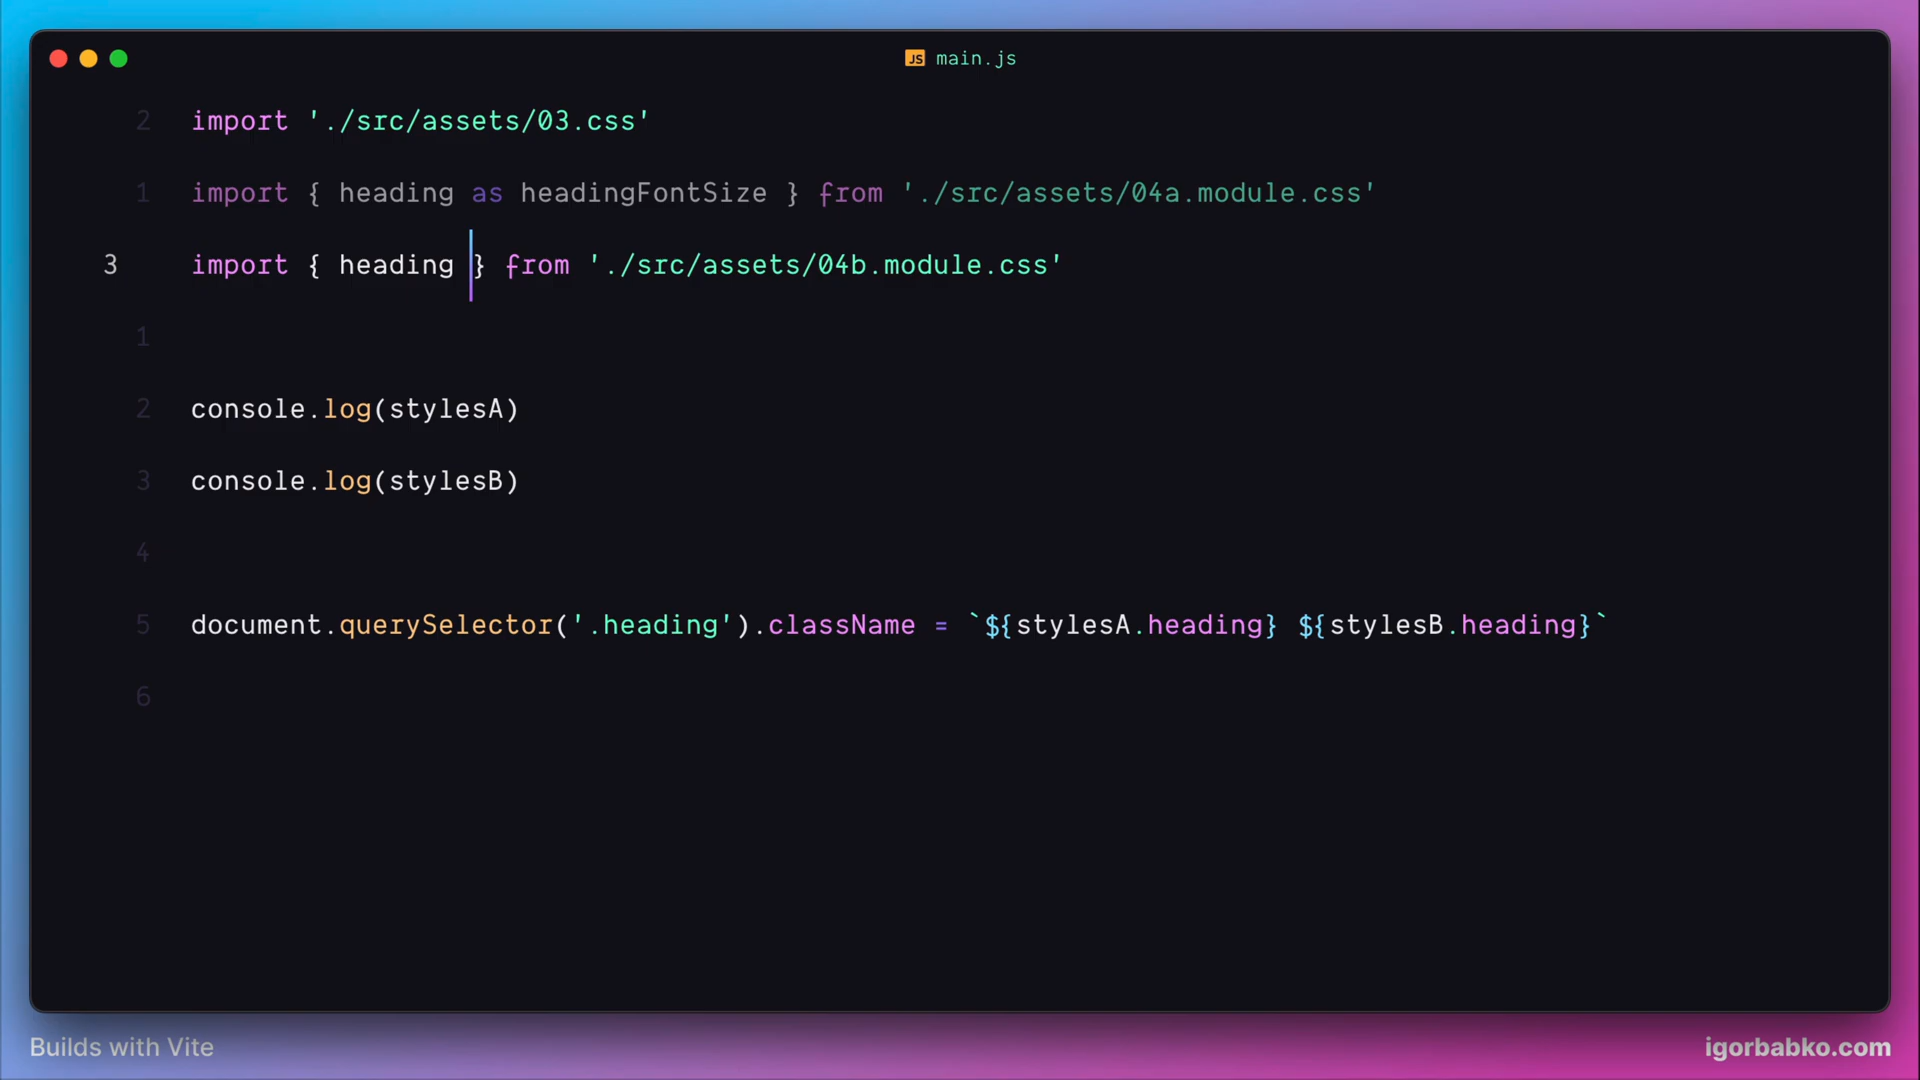 JS main.js
2 import './src/assets/03.css'
1 import { heading as headingFontSize } from './src/assets/04a.module.css'
3 import { heading } from './src/assets/04b.module.css'
1
2 console.log(stylesA)
3 console.log(stylesB)
4
5 document.querySelector('.heading').className = `${stylesA.heading} ${stylesB.heading}`
6
Builds with Vite
igorbabko.com